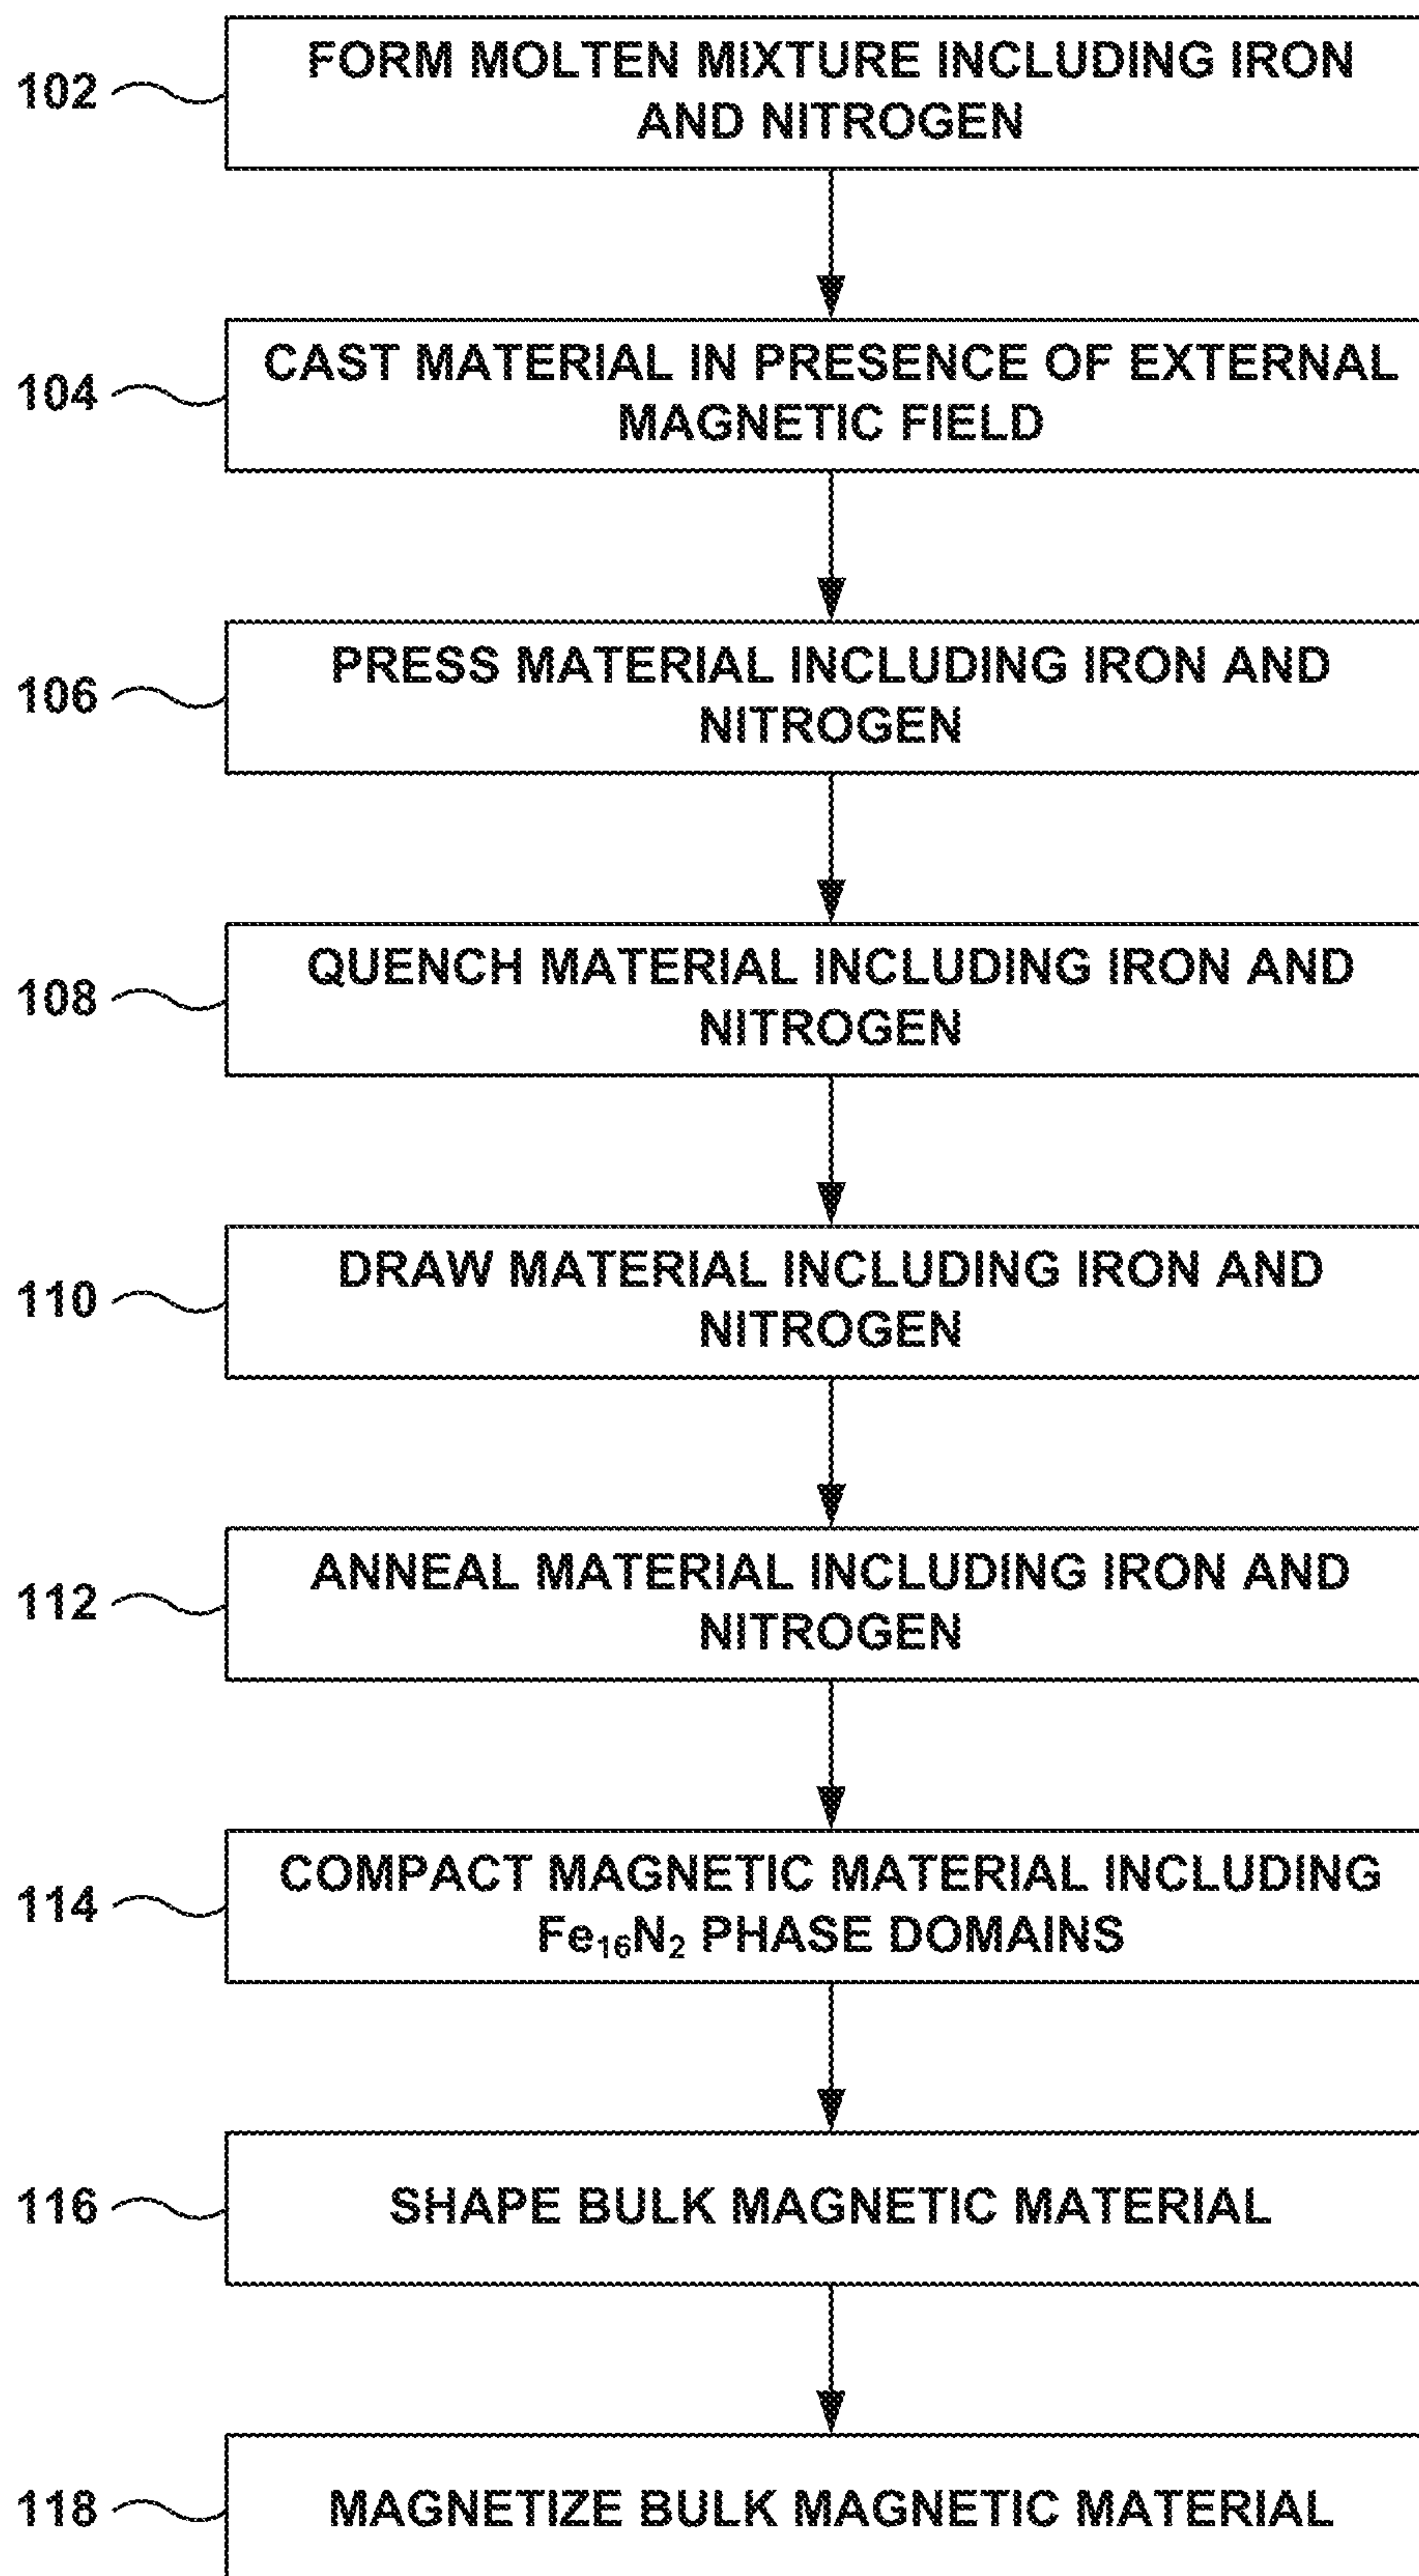 102
FORM MOLTEN MIXTURE INCLUDING IRON
AND NITROGEN
104
CAST MATERIAL IN PRESENCE OF EXTERNAL
MAGNETIC FIELD
106
PRESS MATERIAL INCLUDING IRON AND
NITROGEN
108
QUENCH MATERIAL INCLUDING IRON AND
NITROGEN
110
DRAW MATERIAL INCLUDING IRON AND
NITROGEN
112
ANNEAL MATERIAL INCLUDING IRON AND
NITROGEN
114
COMPACT MAGNETIC MATERIAL INCLUDING
Fe₁₆N₂ PHASE DOMAINS
116
SHAPE BULK MAGNETIC MATERIAL
118
MAGNETIZE BULK MAGNETIC MATERIAL